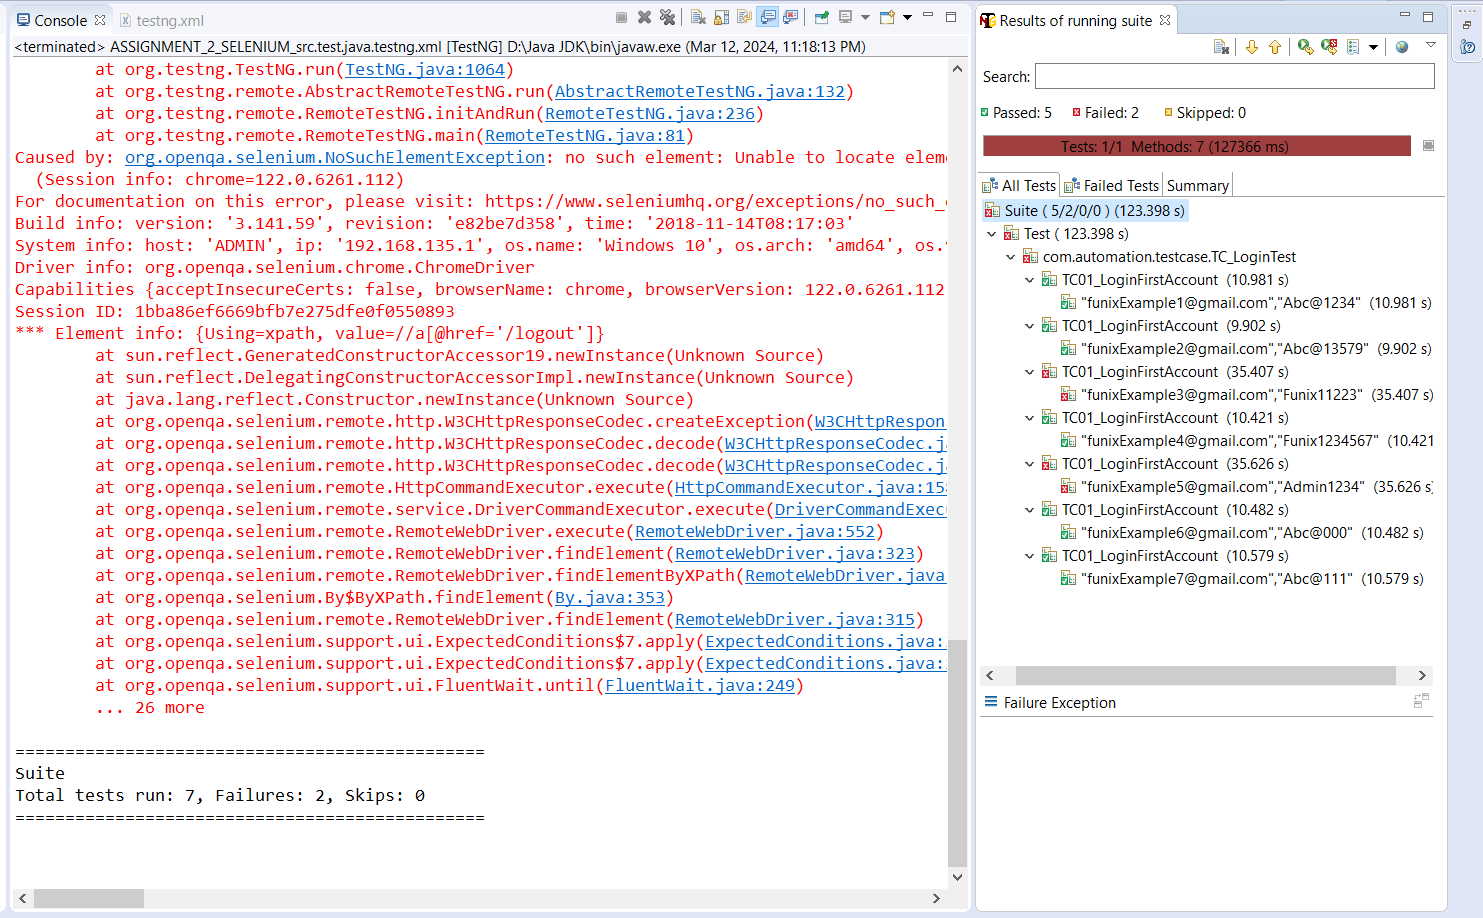 Console
testng.xml
<terminated> ASSIGNMENT_2_SELENIUM_src.test.java.testng.xml [TestNG] D:\Java JDK\bin\javaw.exe (Mar 12, 2024, 11:18:13 PM)
at org.testng.TestNG.run(TestNG.java:1064)
at org.testng.remote.AbstractRemoteTestNG.run(AbstractRemoteTestNG.java:132)
at org.testng.remote.RemoteTestNG.initAndRun(RemoteTestNG.java:236)
at org.testng.remote.RemoteTestNG.main(RemoteTestNG.java:81)
Caused by: org.openqa.selenium.NoSuchElementException: no such element: Unable to locate eleme
(Session info: chrome=122.0.6261.112)
For documentation on this error, please visit: https://www.seleniumhq.org/exceptions/no_such_e
Build info: version: '3.141.59', revision: 'e82be7d358', time: '2018-11-14T08:17:03'
System info: host: 'ADMIN', ip: '192.168.135.1', os.name: 'Windows 10', os.arch: 'amd64', os.v
Driver info: org.openqa.selenium.chrome.ChromeDriver
Capabilities {acceptInsecureCerts: false, browserName: chrome, browserVersion: 122.0.6261.112
Session ID: 1bba86ef6669bfb7e275dfe0f0550893
*** Element info: {Using=xpath, value=//a[@href='/logout']}
at sun.reflect.GeneratedConstructorAccessor19.newInstance(Unknown Source)
at sun.reflect.DelegatingConstructorAccessorImpl.newInstance(Unknown Source)
at java.lang.reflect.Constructor.newInstance(Unknown Source)
at org.openqa.selenium.remote.http.W3CHttpResponseCodec.createException(W3CHttpRespon
at org.openqa.selenium.remote.http.W3CHttpResponseCodec.decode(W3CHttpResponseCodec.j
at org.openqa.selenium.remote.http.W3CHttpResponseCodec.decode(W3CHttpResponseCodec.j
at org.openqa.selenium.remote.HttpCommandExecutor.execute(HttpCommandExecutor.java:158
at org.openqa.selenium.remote.service.DriverCommandExecutor.execute(DriverCommandExec
at org.openqa.selenium.remote.RemoteWebDriver.execute(RemoteWebDriver.java:552)
at org.openqa.selenium.remote.RemoteWebDriver.findElement(RemoteWebDriver.java:323)
at org.openqa.selenium.remote.RemoteWebDriver.findElementByXPath(RemoteWebDriver.java
at org.openqa.selenium.By$ByXPath.findElement(By.java:353)
at org.openqa.selenium.remote.RemoteWebDriver.findElement(RemoteWebDriver.java:315)
at org.openqa.selenium.support.ui.ExpectedConditions$7.apply(ExpectedConditions.java:
at org.openqa.selenium.support.ui.ExpectedConditions$7.apply(ExpectedConditions.java:
at org.openqa.selenium.support.ui.FluentWait.until(FluentWait.java:249)
... 26 more
===============================================
Suite
Total tests run: 7, Failures: 2, Skips: 0
===============================================
Results of running suite
Search:
Passed: 5 Failed: 2 Skipped: 0
Tests: 1/1 Methods: 7 (127366 ms)
All Tests Failed Tests Summary
Suite ( 5/2/0/0 ) (123.398 s)
Test ( 123.398 s)
com.automation.testcase.TC_LoginTest
TC01_LoginFirstAccount (10.981 s)
"funixExample1@gmail.com","Abc@1234" (10.981 s)
TC01_LoginFirstAccount (9.902 s)
"funixExample2@gmail.com","Abc@13579" (9.902 s)
TC01_LoginFirstAccount (35.407 s)
"funixExample3@gmail.com","Funix11223" (35.407 s)
TC01_LoginFirstAccount (10.421 s)
"funixExample4@gmail.com","Funix1234567" (10.421
TC01_LoginFirstAccount (35.626 s)
"funixExample5@gmail.com","Admin1234" (35.626 s)
TC01_LoginFirstAccount (10.482 s)
"funixExample6@gmail.com","Abc@000" (10.482 s)
TC01_LoginFirstAccount (10.579 s)
"funixExample7@gmail.com","Abc@111" (10.579 s)
Failure Exception